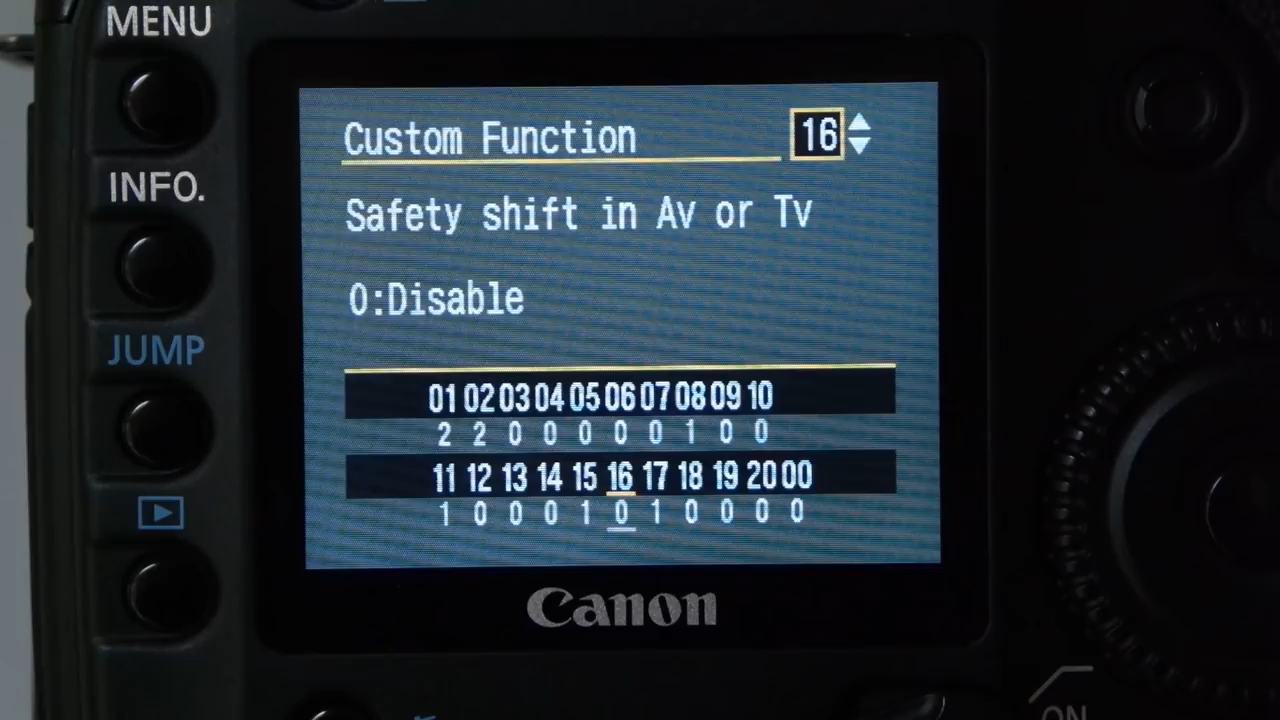 MENU
INFO.
JUMP
Custom Function 16
Safety shift in Av or Tv
0:Disable
01 02 03 04 05 06 07 08 09 10
2 2 0 0 0 0 0 1 0 0
11 12 13 14 15 16 17 18 19 20 00
1 0 0 0 1 0 1 0 0 0 0
Canon
ON